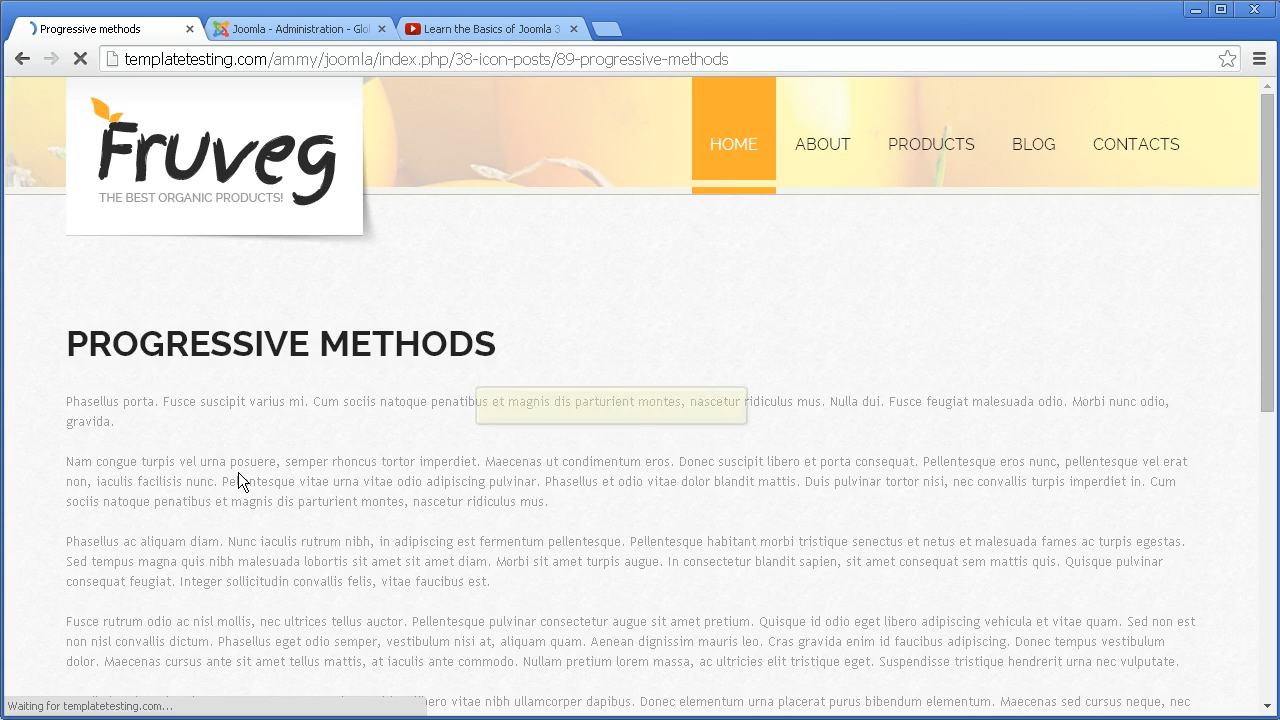 Progressive methods
Joomla - Administration - Glo
Learn the Basics of Joomla 3
templatetesting.com/ammy/joomla/index.php/38-icon-posts/89-progressive-methods
Fruveg
THE BEST ORGANIC PRODUCTS!
HOME ABOUT PRODUCTS BLOG CONTACTS
PROGRESSIVE METHODS
Phasellus porta. Fusce suscipit varius mi. Cum sociis natoque penatibus et magnis dis parturient montes, nascetur ridiculus mus. Nulla dui. Fusce feugiat malesuada odio. Morbi nunc odio,
gravida.
Nam congue turpis vel urna posuere, semper rhoncus tortor imperdiet. Maecenas ut condimentum eros. Donec suscipit libero et porta consequat. Pellentesque eros nunc, pellentesque vel erat
non, iaculis facilisis nunc. Pellentesque vitae urna vitae odio adipiscing pulvinar. Phasellus et odio vitae dolor blandit mattis. Duis pulvinar tortor nisi, nec convallis turpis imperdiet in. Cum
sociis natoque penatibus et magnis dis parturient montes, nascetur ridiculus mus.
Phasellus ac aliquam diam. Nunc iaculis rutrum nibh, in adipiscing est fermentum pellentesque. Pellentesque habitant morbi tristique senectus et netus et malesuada fames ac turpis egestas.
Sed tempus magna quis nibh malesuada lobortis sit amet sit amet diam. Morbi sit amet turpis augue. In consectetur blandit sapien, sit amet consequat sem mattis quis. Quisque pulvinar
consequat feugiat. Integer sollicitudin convallis felis, vitae faucibus est.
Fusce rutrum odio ac nisl mollis, nec ultrices tellus auctor. Pellentesque pulvinar consectetur augue sit amet pretium. Quisque id odio eget libero adipiscing vehicula et vitae quam. Sed non est
non nisl convallis dictum. Phasellus eget odio semper, vestibulum nisi at, aliquam quam. Aenean dignissim mauris leo. Cras gravida enim id faucibus adipiscing. Donec tempus vestibulum
dolor. Maecenas cursus ante sit amet tellus mattis, at iaculis ante commodo. Nullam pretium lorem massa, ac ultricies elit tristique eget. Suspendisse tristique hendrerit urna nec vulputate.
vitae nibh ullamcorper dapibus. Donec elementum urna placerat purus bibendum elementum. Maecenas sed cursus neque, nec
Waiting for templatetesting.com...